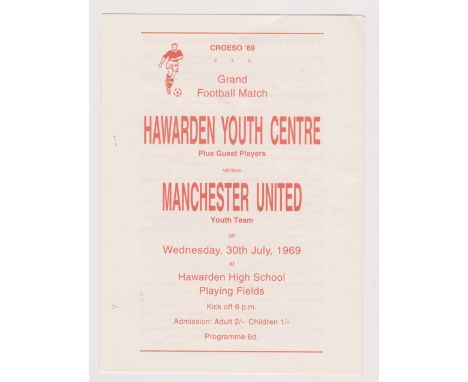 CROESO '69
* * *
Grand
Football Match
HAWARDEN YOUTH CENTRE
Plus Guest Players
versus
MANCHESTER UNITED
Youth Team
on
Wednesday, 30th July, 1969
at
Hawarden High School
Playing Fields
Kick off 6 p.m.
Admission: Adult 2/- Children 1/-
Programme 6d.